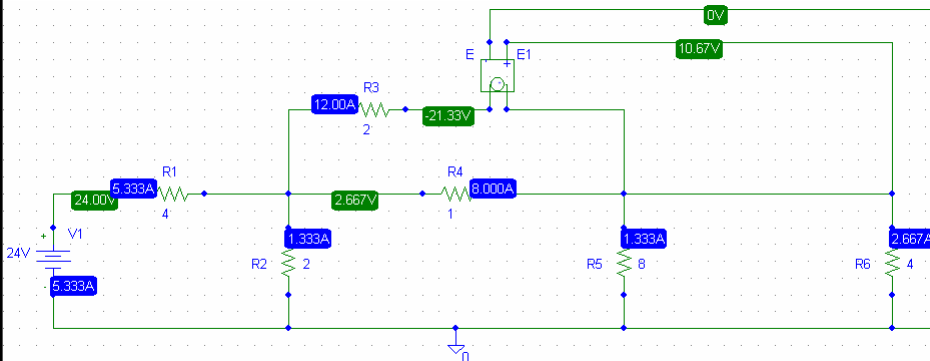 0V
10.67V
E
E1
R3
12.00A
-21.33V
2
R1
R4
5.333A
8.000A
24.00V
2.667V
4
1
+
V1
24V
1.333A
1.333A
2.667A
R2
2
R5
8
R6
4
5.333A
0